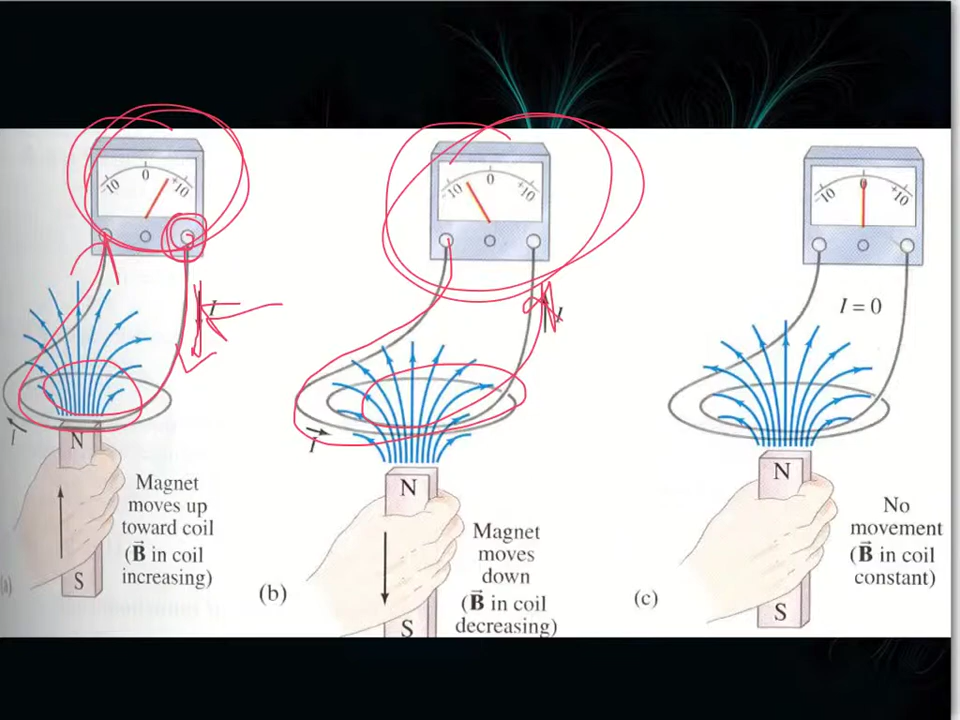 10
0
+10
I
I
N
Magnet
moves up
toward coil
(B⃗ in coil
increasing)
S
-10
0
+10
I
I
N
Magnet
moves
down
(B⃗ in coil
decreasing)
S
(b)
-10
0
+10
I = 0
N
No
movement
(B⃗ in coil
constant)
S
(c)